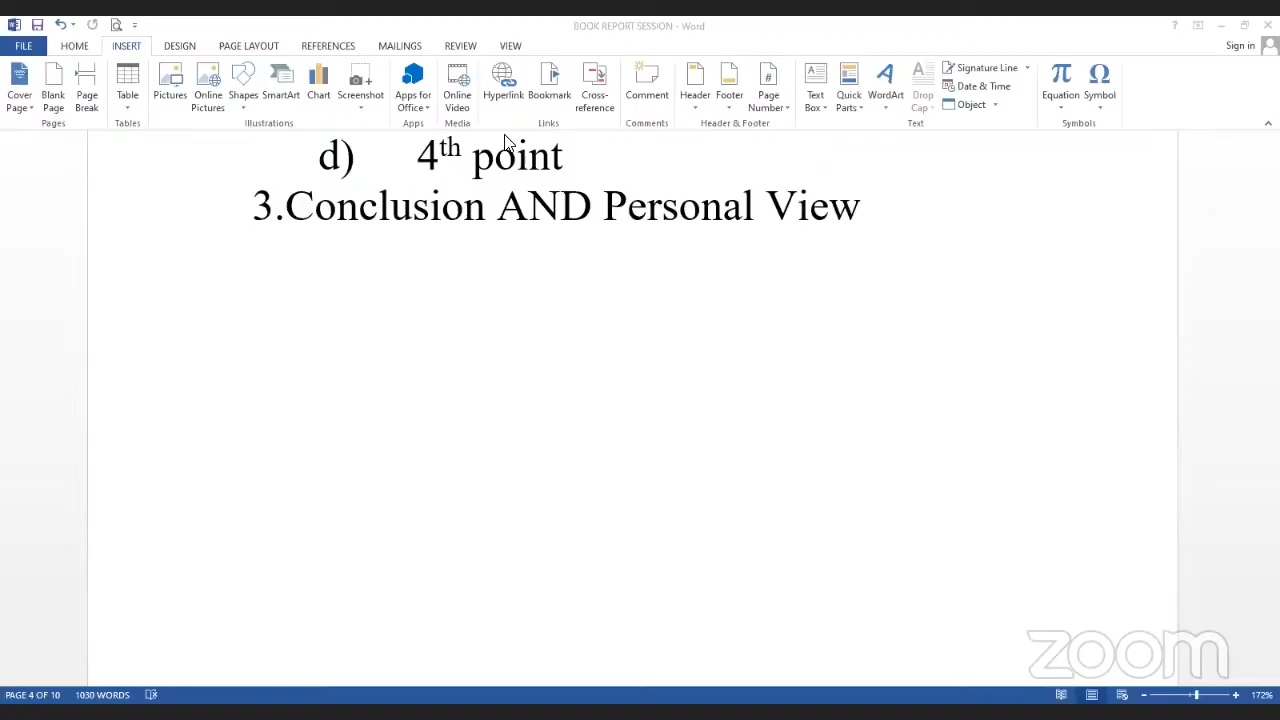 BOOK REPORT SESSION - Word
?
Sign in
FILE HOME INSERT DESIGN PAGE LAYOUT REFERENCES MAILINGS REVIEW VIEW
Cover Page
Blank Page
Page Break
Table
Pictures
Online Pictures
Shapes
SmartArt
Chart
Screenshot
Apps for Office
Online Video
Hyperlink
Bookmark
Cross-reference
Comment
Header
Footer
Page Number
Text Box
Quick Parts
WordArt
Drop Cap
Signature Line
Date & Time
Object
Equation
Symbol
Pages Tables Illustrations Apps Media Links Comments Header & Footer Text Symbols
d) 4th point
3.Conclusion AND Personal View
zoom
PAGE 4 OF 10 1030 WORDS 172%